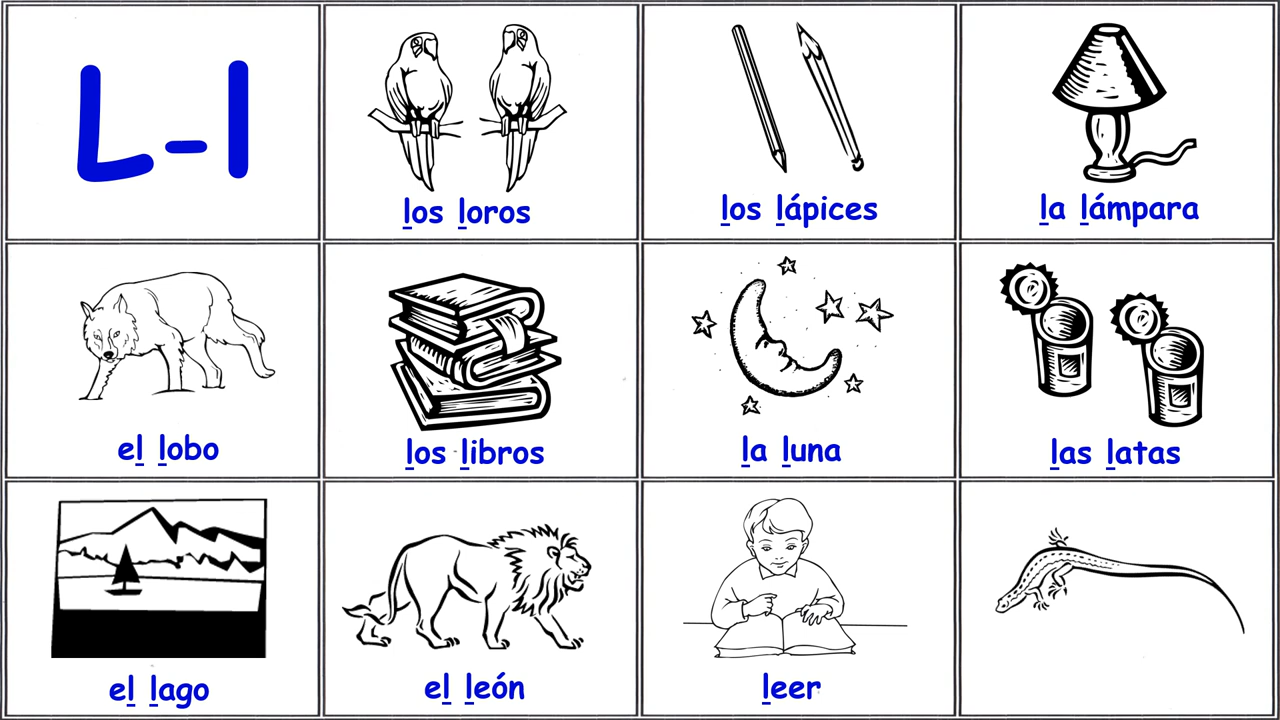 L-l
los loros
los lápices
la lámpara
el lobo
los libros
la luna
las latas
el lago
el león
leer